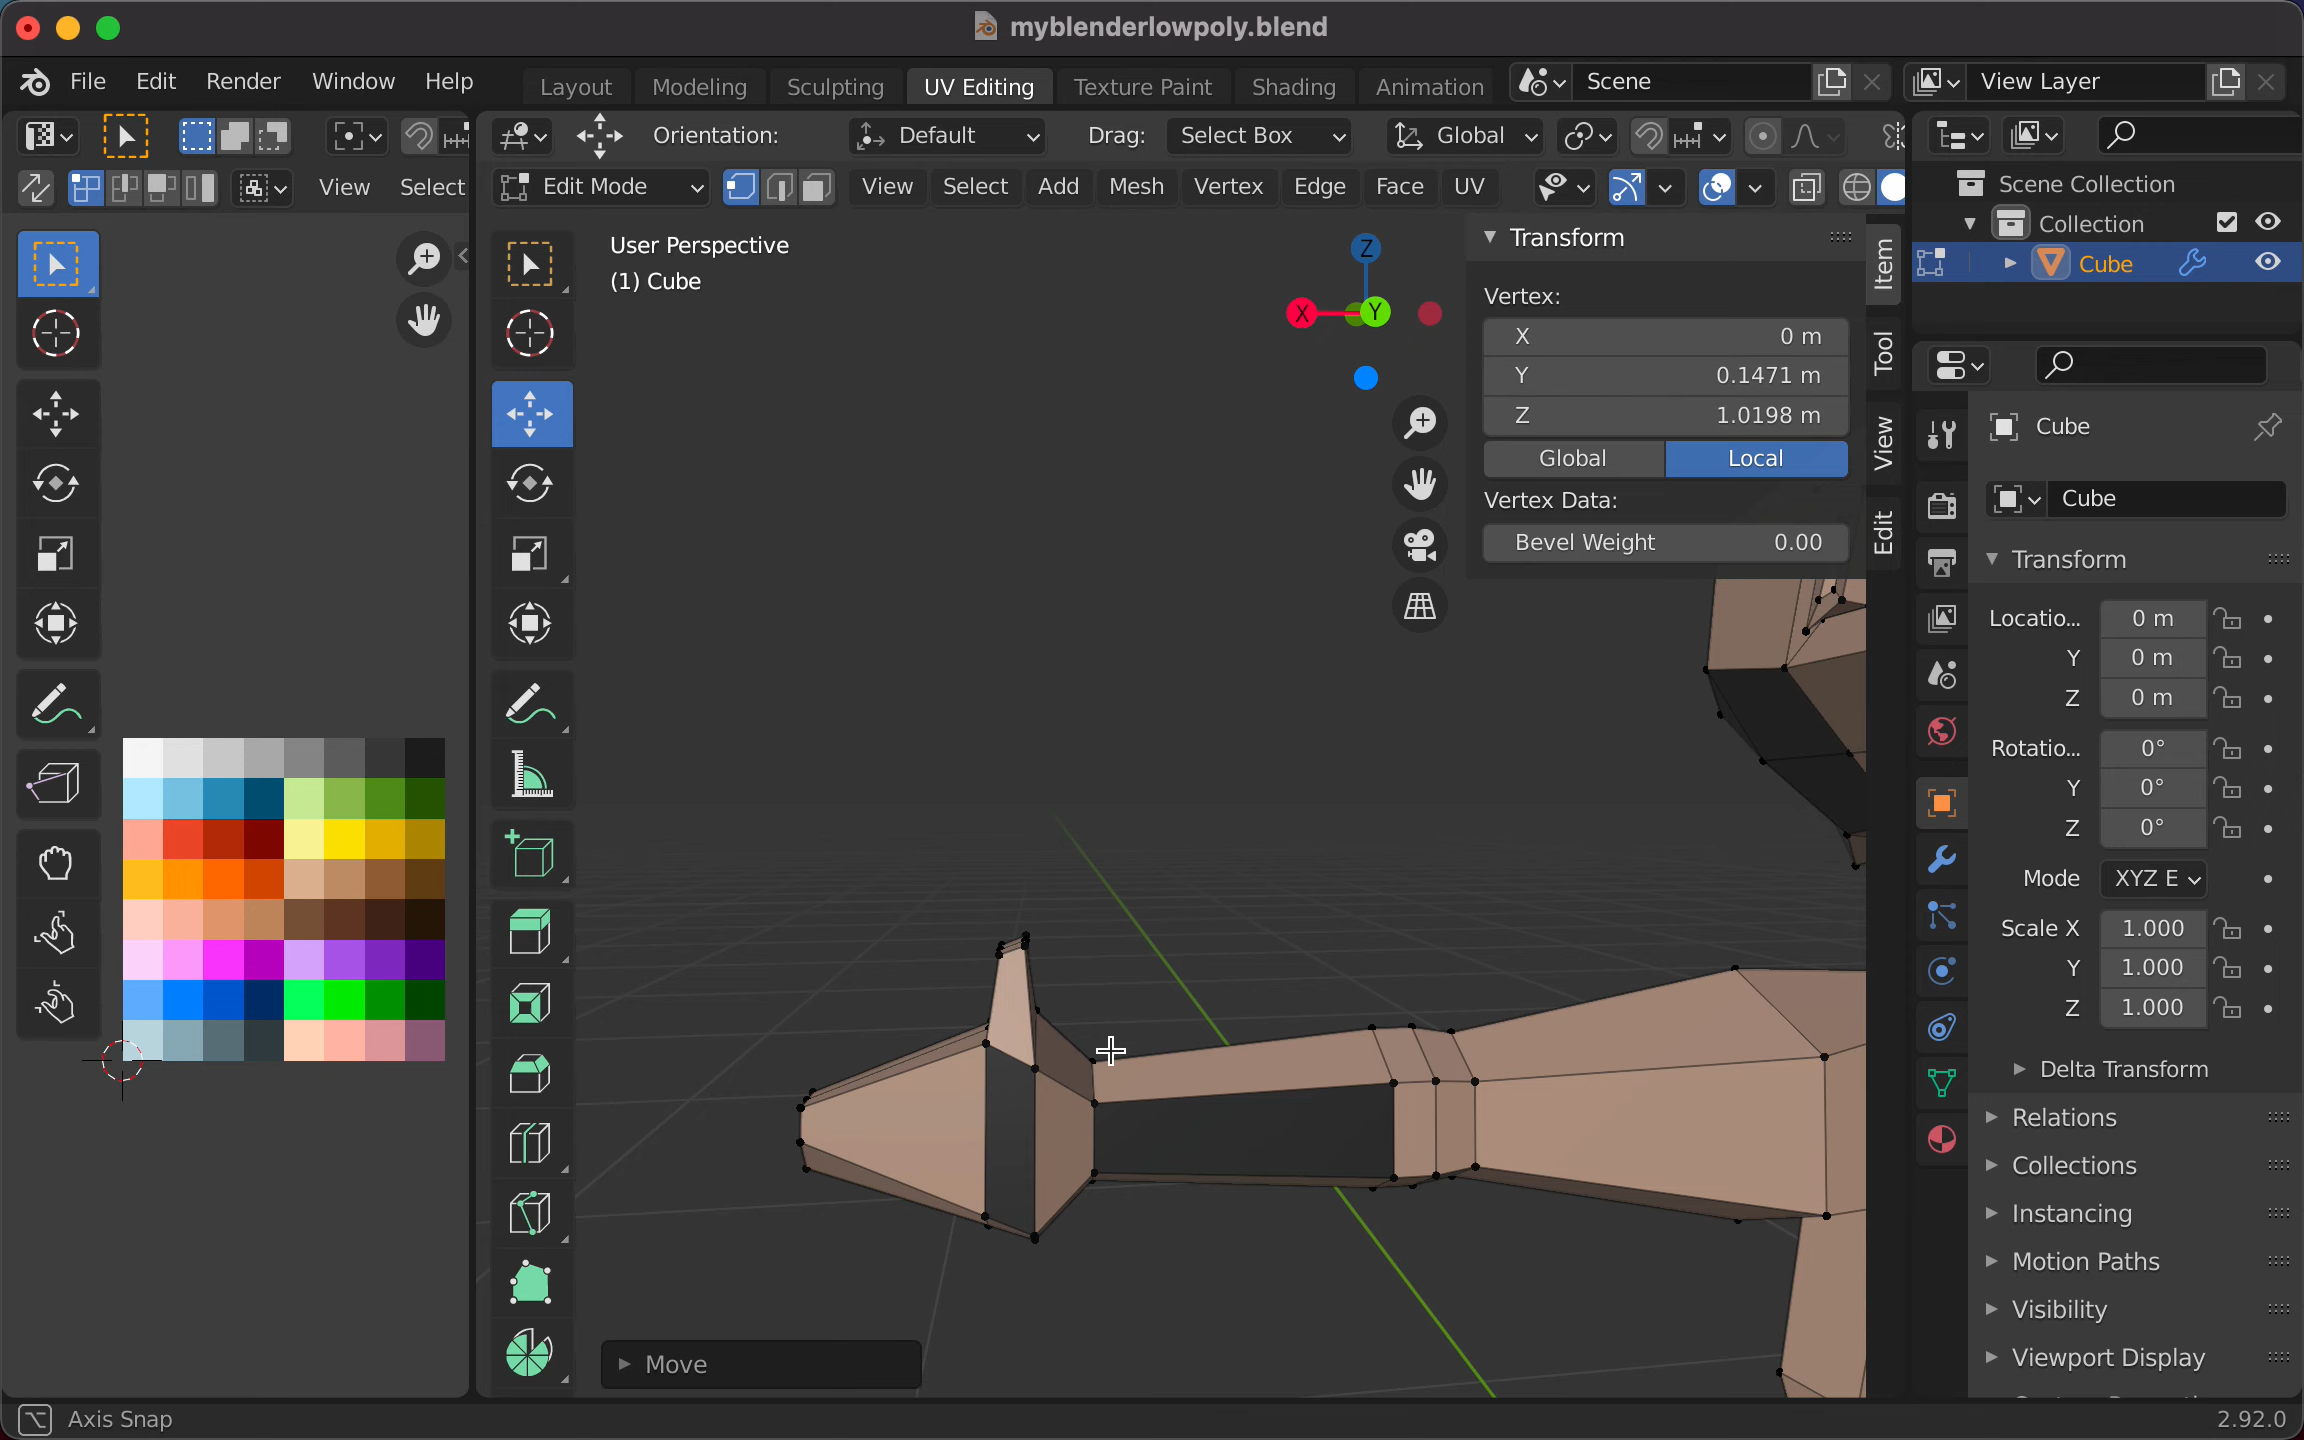 myblenderlowpoly.blend
File Edit Render Window Help Layout Modeling Sculpting UV Editing Texture Paint Shading Animation Scene View Layer
Orientation: Default Drag: Select Box Global
View Select Edit Mode View Select Add Mesh Vertex Edge Face UV
User Perspective
(1) Cube
Z
X
Y
Transform
Vertex:
X 0 m
Y 0.1471 m
Z 1.0198 m
Global Local
Vertex Data:
Bevel Weight 0.00
Item
Tool
View
Edit
Move
Scene Collection
Collection
Cube
Cube
Cube
Transform
Locatio... 0 m
Y 0 m
Z 0 m
Rotatio... 0°
Y 0°
Z 0°
Mode XYZ E
Scale X 1.000
Y 1.000
Z 1.000
Delta Transform
Relations
Collections
Instancing
Motion Paths
Visibility
Viewport Display
Axis Snap
2.92.0